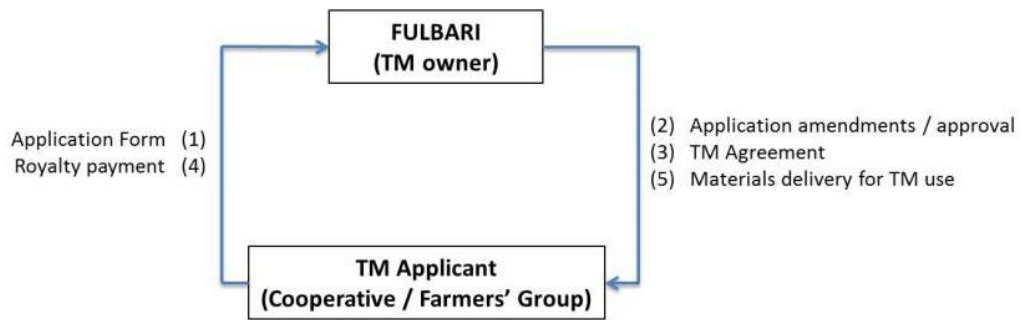 FULBARI
(TM owner)
Application Form (1)
Royalty payment (4)
(2) Application amendments / approval
(3) TM Agreement
(5) Materials delivery for TM use
TM Applicant
(Cooperative / Farmers’ Group)